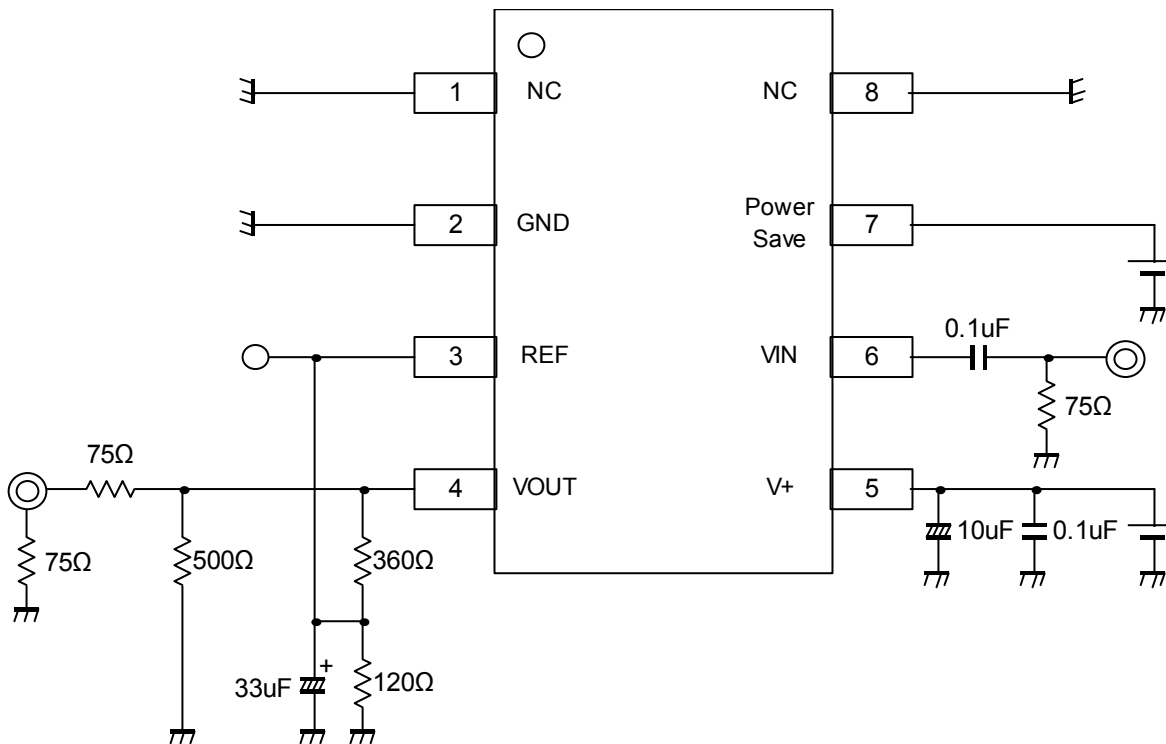 1 NC NC 8
2 GND Power Save 7
3 REF VIN 6 0.1uF
75Ω
75Ω 4 VOUT V+ 5
75Ω 500Ω 360Ω 10uF 0.1uF
+
33uF 120Ω